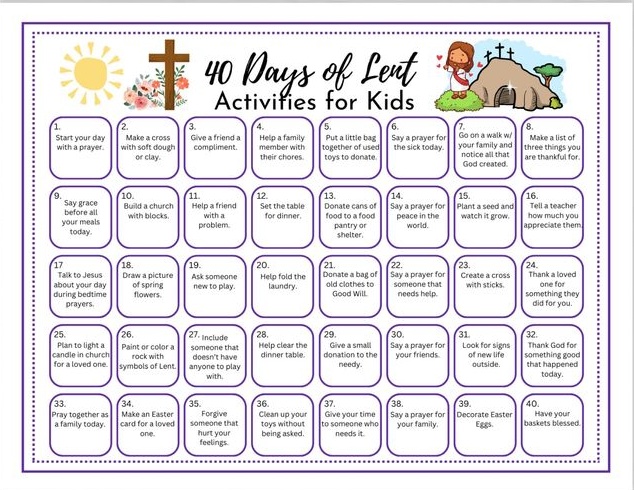 40 Days of Lent
Activities for Kids
1.
Start your day
with a prayer.
2.
Make a cross
with soft dough
or clay.
3.
Give a friend a
compliment.
4.
Help a family
member with
their chores.
5.
Put a little bag
together of used
toys to donate.
6.
Say a prayer for
the sick today.
7.
Go on a walk w/
your family and
notice all that
God created.
8.
Make a list of
three things you
are thankful for.
9.
Say grace
before all
your meals
today.
10.
Build a church
with blocks.
11.
Help a friend
with a
problem.
12.
Set the table
for dinner.
13.
Donate cans of
food to a food
pantry or
shelter.
14.
Say a prayer for
peace in the
world.
15.
Plant a seed and
watch it grow.
16.
Tell a teacher
how much you
appreciate them.
17
Talk to Jesus
about your day
during bedtime
prayers.
18.
Draw a picture
of spring
flowers.
19.
Ask someone
new to play.
20.
Help fold the
laundry.
21.
Donate a bag of
old clothes to
Good Will.
22.
Say a prayer for
someone that
needs help.
23.
Create a cross
with sticks.
24.
Thank a loved
one for
something they
did for you.
25.
Plan to light a
candle in church
for a loved one.
26.
Paint or color a
rock with
symbols of Lent.
27.
Include
someone that
doesn't have
anyone to play
with.
28.
Help clear the
dinner table.
29.
Give a small
donation to the
needy.
30.
Say a prayer for
your friends.
31.
Look for signs
of new life
outside.
32.
Thank God for
something good
that happened
today.
33.
Pray together as
a family today.
34.
Make an Easter
card for a loved
one.
35.
Forgive
someone that
hurt your
feelings.
36.
Clean up your
toys without
being asked.
37.
Give your time
to someone who
needs it.
38.
Say a prayer for
your family.
39.
Decorate Easter
Eggs.
40.
Have your
baskets blessed.